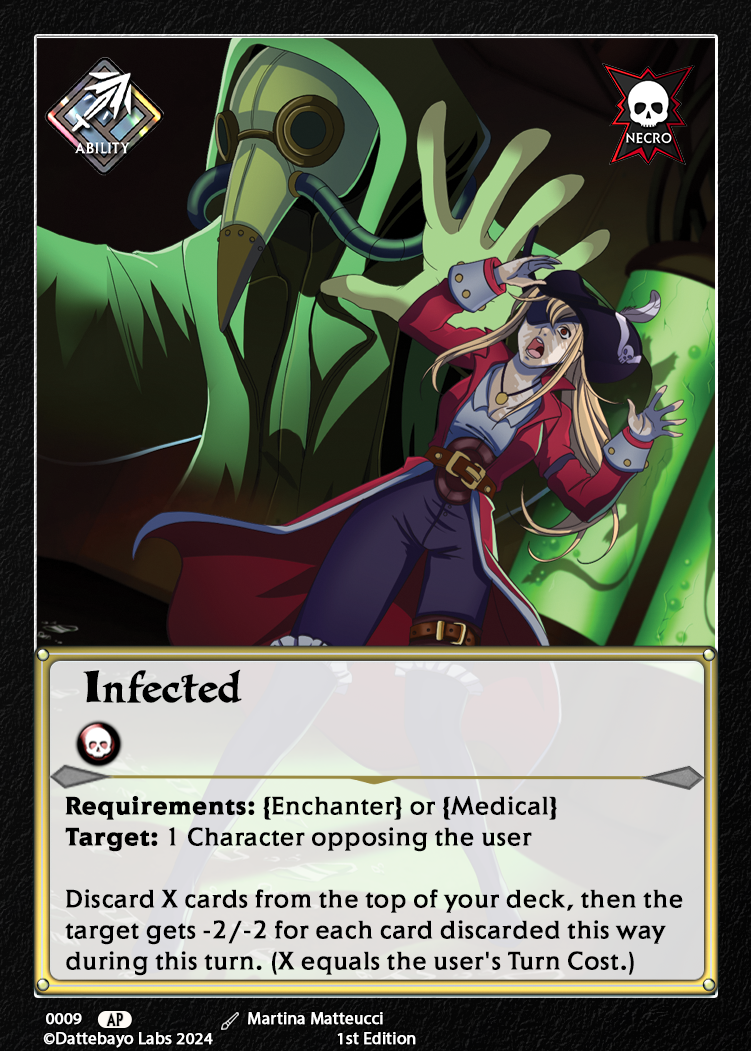 ABILITY
NECRO
Infected
Requirements: {Enchanter} or {Medical}
Target: 1 Character opposing the user
Discard X cards from the top of your deck, then the
target gets -2/-2 for each card discarded this way
during this turn. (X equals the user's Turn Cost.)
0009 AP Martina Matteucci
©Dattebayo Labs 2024 1st Edition